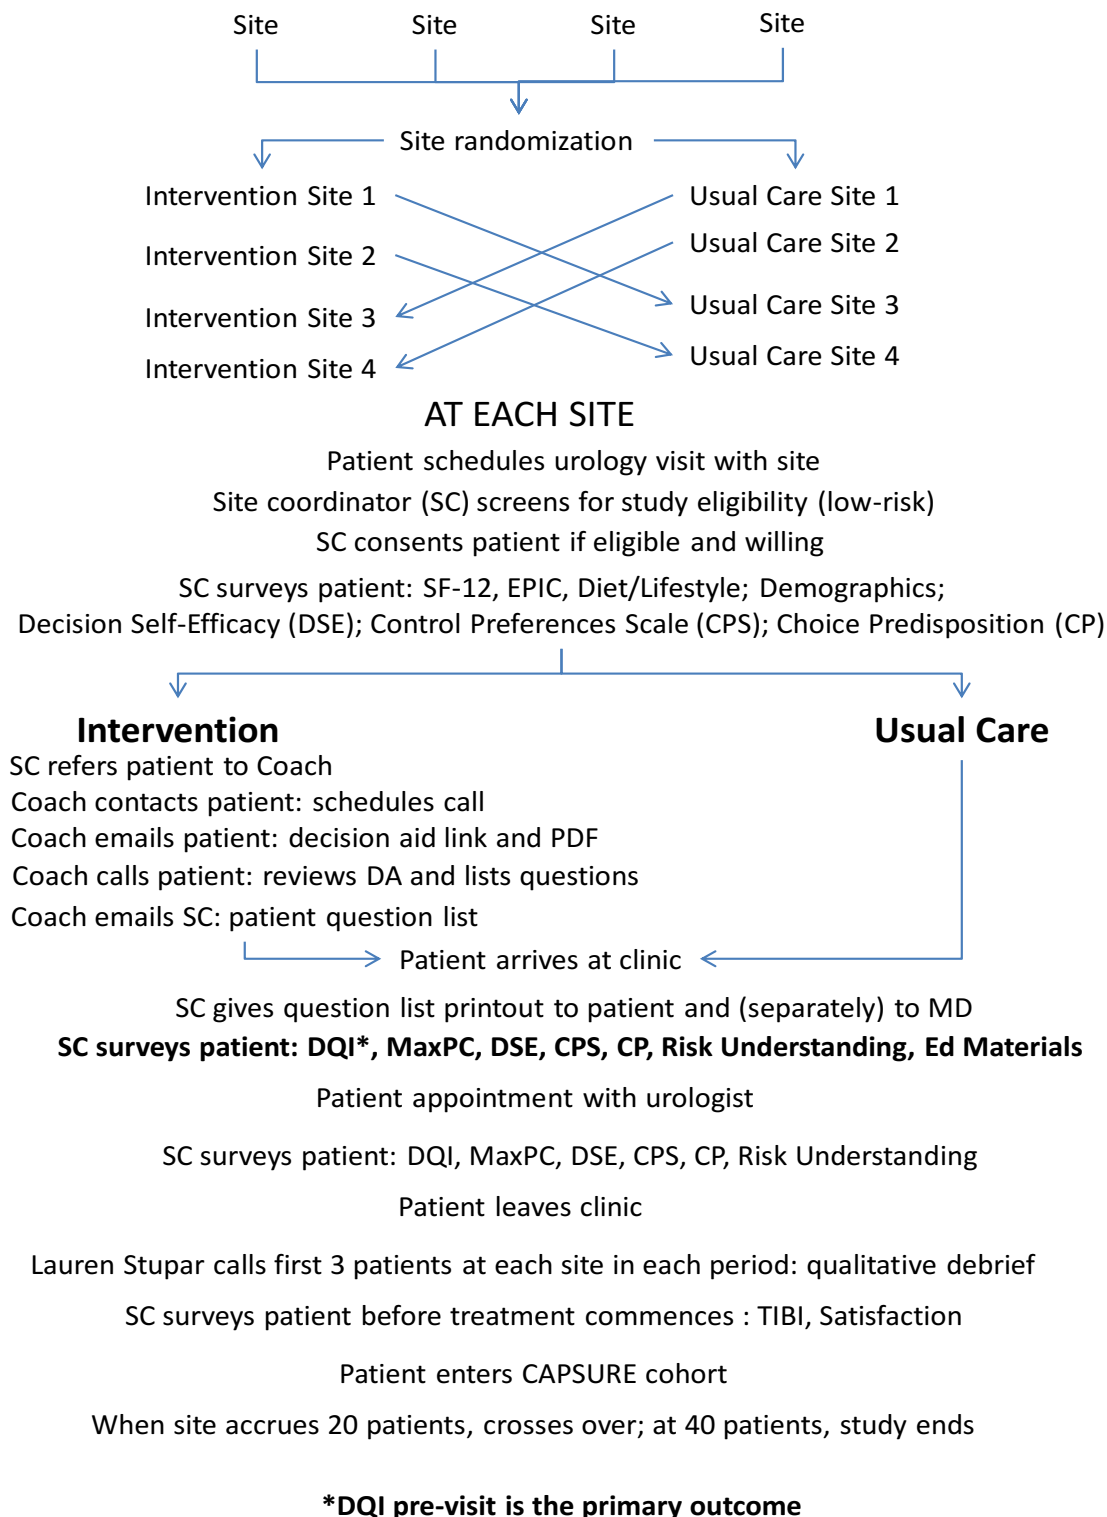 Site Site Site Site
Site randomization
Intervention Site 1 Usual Care Site 1
Intervention Site 2 Usual Care Site 2
Intervention Site 3 Usual Care Site 3
Intervention Site 4 Usual Care Site 4
AT EACH SITE
Patient schedules urology visit with site
Site coordinator (SC) screens for study eligibility (low-risk)
SC consents patient if eligible and willing
SC surveys patient: SF-12, EPIC, Diet/Lifestyle; Demographics;
Decision Self-Efficacy (DSE); Control Preferences Scale (CPS); Choice Predisposition (CP)
Intervention Usual Care
SC refers patient to Coach
Coach contacts patient: schedules call
Coach emails patient: decision aid link and PDF
Coach calls patient: reviews DA and lists questions
Coach emails SC: patient question list
Patient arrives at clinic
SC gives question list printout to patient and (separately) to MD
SC surveys patient: DQI*, MaxPC, DSE, CPS, CP, Risk Understanding, Ed Materials
Patient appointment with urologist
SC surveys patient: DQI, MaxPC, DSE, CPS, CP, Risk Understanding
Patient leaves clinic
Lauren Stupar calls first 3 patients at each site in each period: qualitative debrief
SC surveys patient before treatment commences : TIBI, Satisfaction
Patient enters CAPSURE cohort
When site accrues 20 patients, crosses over; at 40 patients, study ends
*DQI pre-visit is the primary outcome